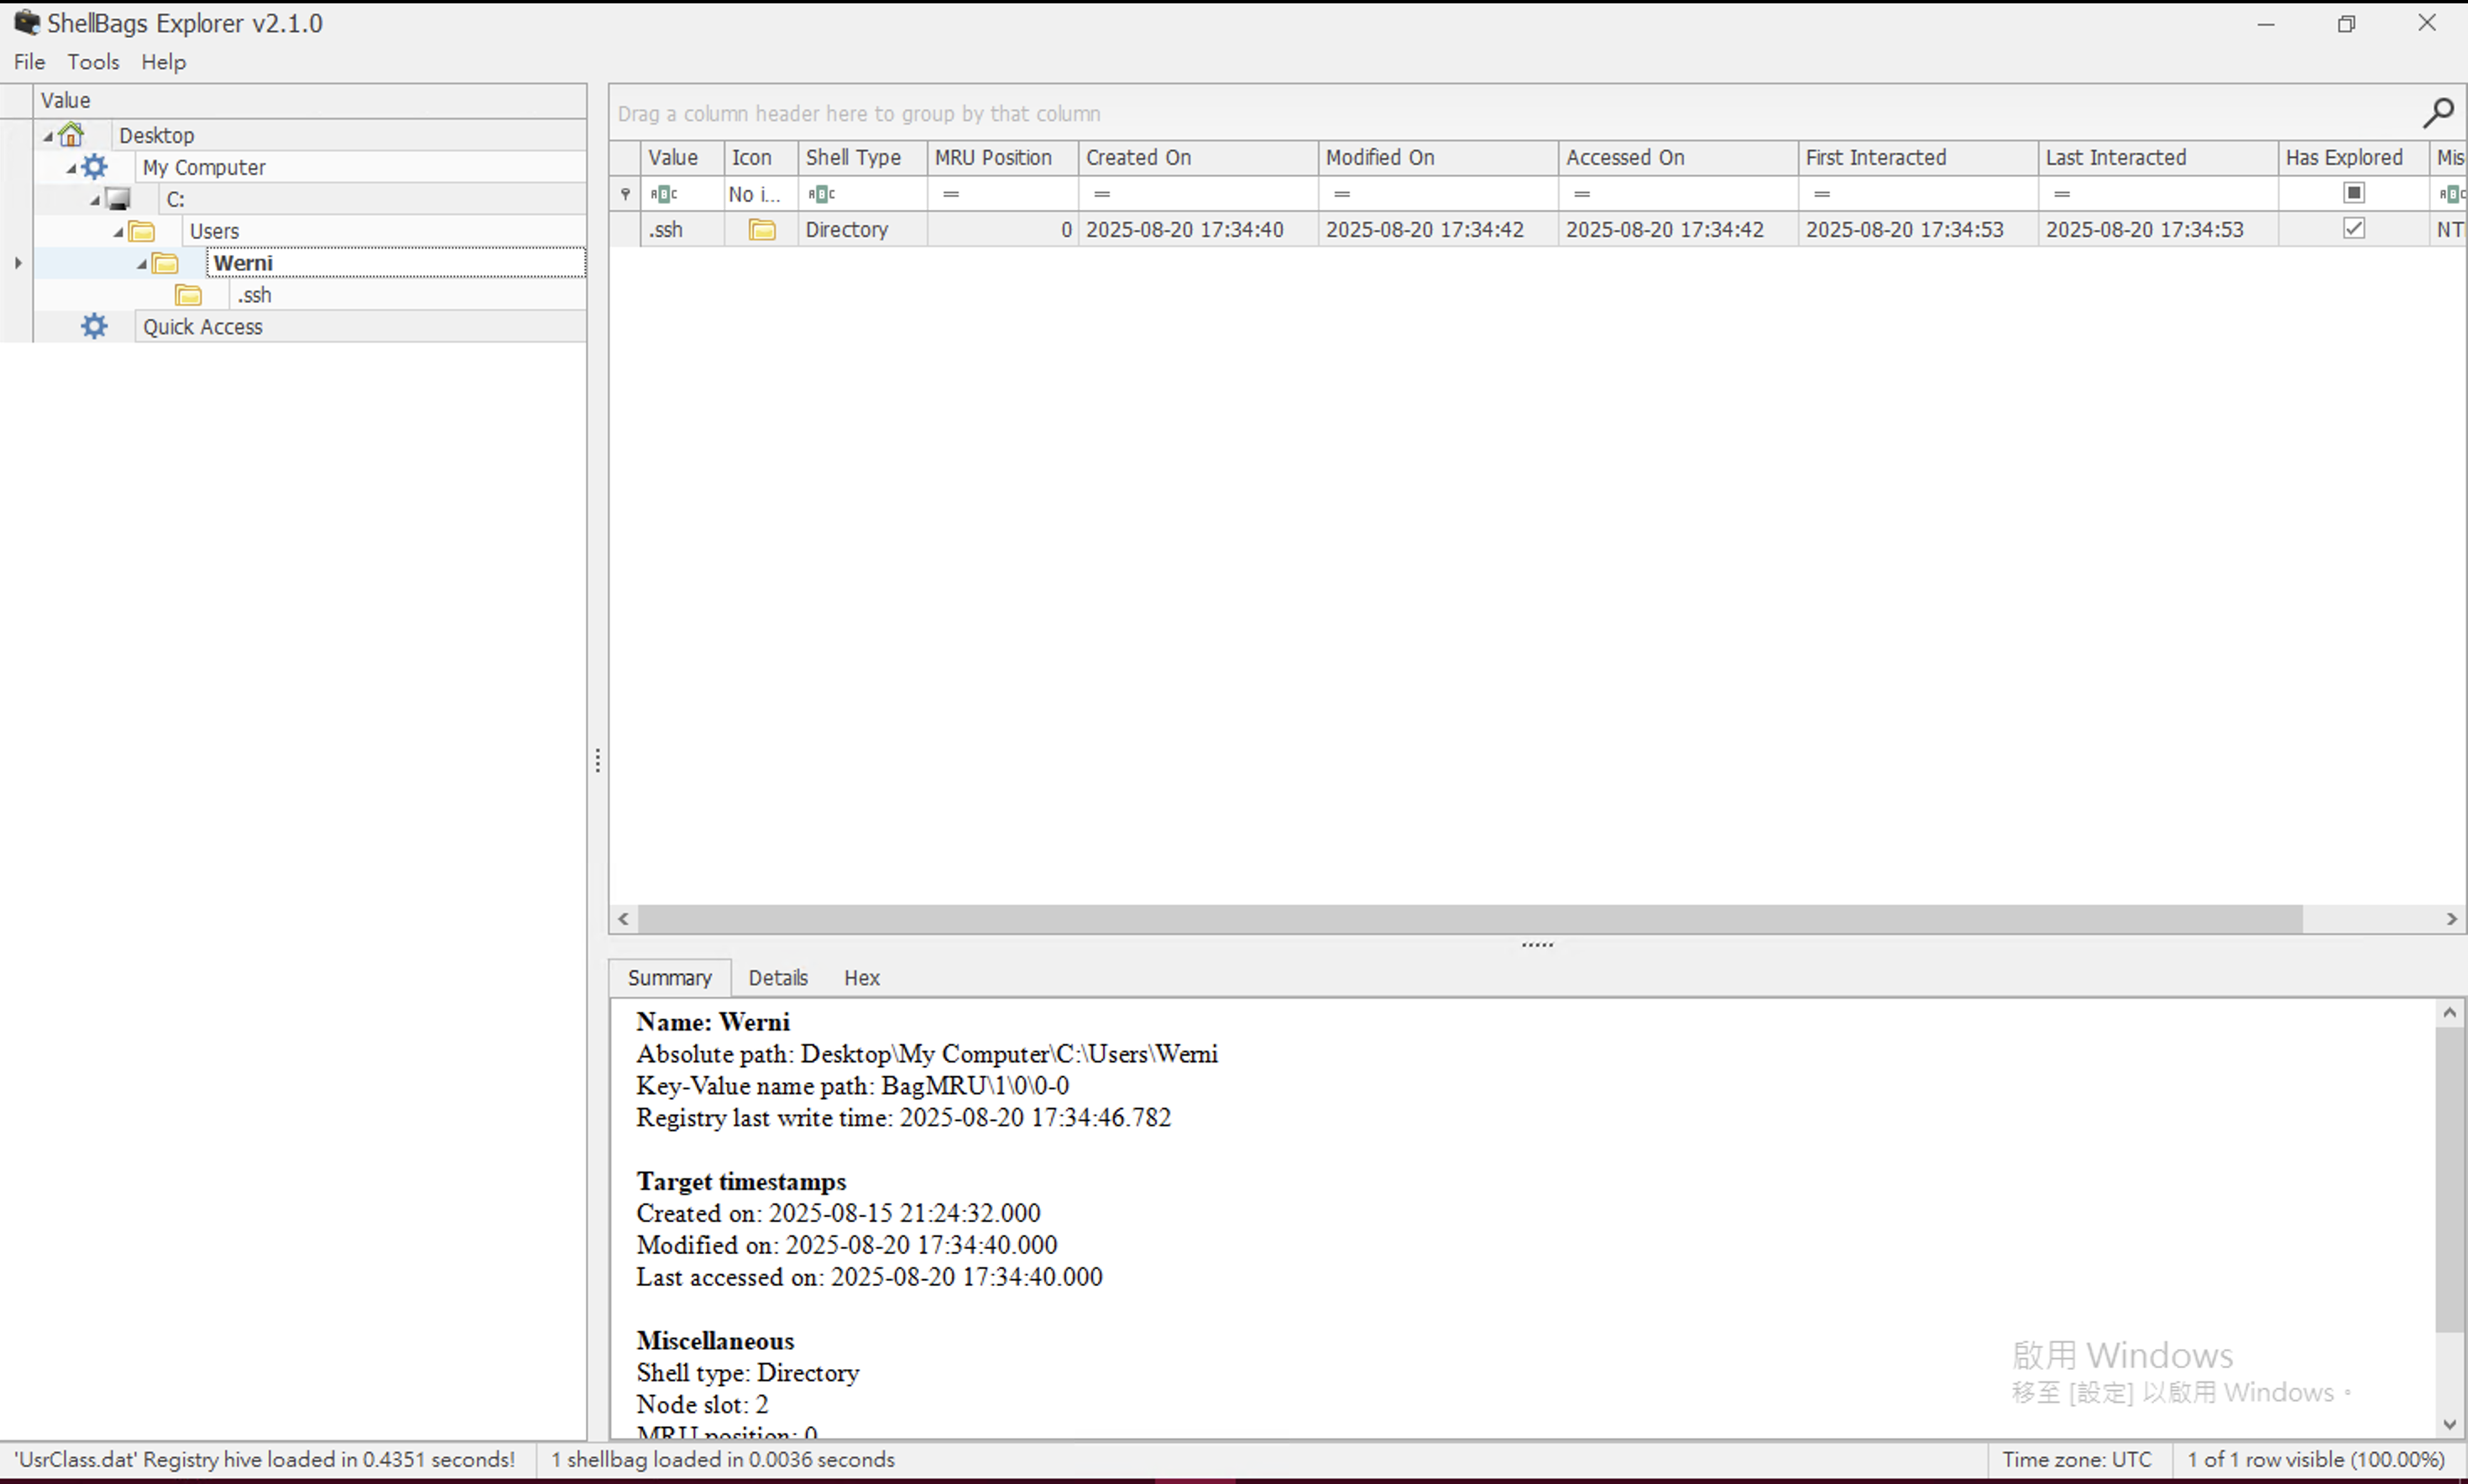 ShellBags Explorer v2.1.0
File Tools Help
Value
Desktop
My Computer
C:
Users
Werni
.ssh
Quick Access
Drag a column header here to group by that column
Value Icon Shell Type MRU Position Created On Modified On Accessed On First Interacted Last Interacted Has Explored Mis
ABC No i... ABC = = = = = = ABC
.ssh Directory 0 2025-08-20 17:34:40 2025-08-20 17:34:42 2025-08-20 17:34:42 2025-08-20 17:34:53 2025-08-20 17:34:53 NT
Summary Details Hex
Name: Werni
Absolute path: Desktop\My Computer\C:\Users\Werni
Key-Value name path: BagMRU\1\0\0-0
Registry last write time: 2025-08-20 17:34:46.782
Target timestamps
Created on: 2025-08-15 21:24:32.000
Modified on: 2025-08-20 17:34:40.000
Last accessed on: 2025-08-20 17:34:40.000
Miscellaneous
Shell type: Directory
Node slot: 2
MRU position: 0
啟用 Windows
移至 [設定] 以啟用 Windows。
'UsrClass.dat' Registry hive loaded in 0.4351 seconds! 1 shellbag loaded in 0.0036 seconds Time zone: UTC 1 of 1 row visible (100.00%)